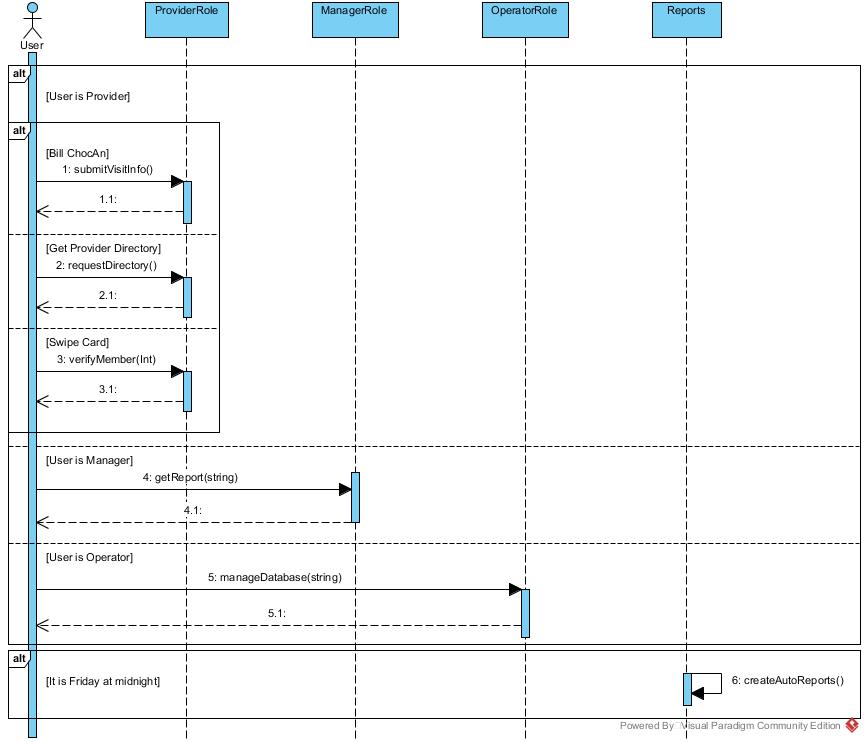 ProviderRole
ManagerRole
OperatorRole
Reports
User
alt
[User is Provider]
alt
[Bill ChocAn]
1: submitVisitInfo()
1.1:
[Get Provider Directory]
2: requestDirectory()
2.1:
[Swipe Card]
3: verifyMember(Int)
3.1:
[User is Manager]
4: getReport(string)
4.1:
[User is Operator]
5: manageDatabase(string)
5.1:
alt
[It is Friday at midnight]
6: createAutoReports()
Powered By Visual Paradigm Community Edition